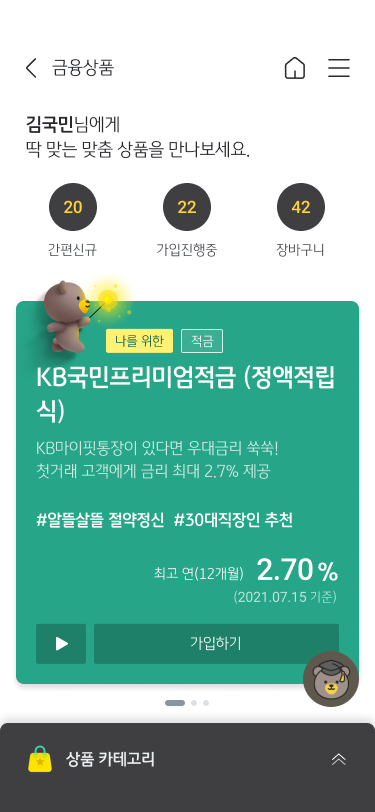 금융상품
김국민님에게
딱 맞는 맞춤 상품을 만나보세요.
20 22 42
간편신규 가입진행중 장바구니
나를 위한 적금
KB국민프리미엄적금 (정액적립
식)
KB마이핏통장이 있다면 우대금리 쑥쑥!
첫거래 고객에게 금리 최대 2.7% 제공
#알뜰살뜰 절약정신 #30대직장인 추천
최고 연(12개월) 2.70%
(2021.07.15 기준)
가입하기
상품 카테고리